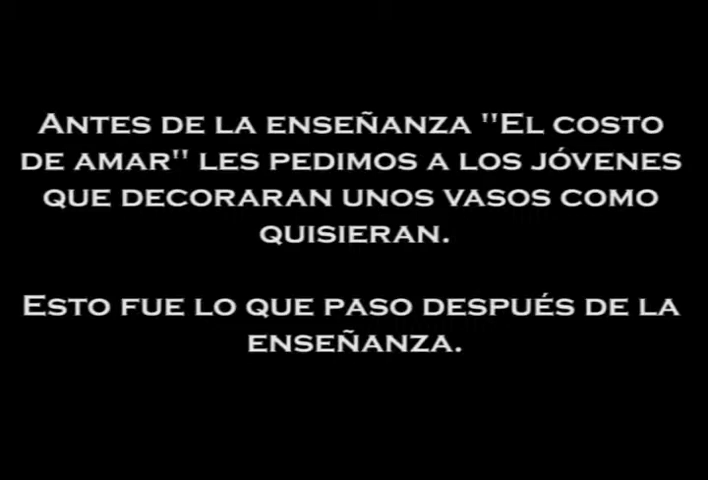 Antes de la enseñanza "El costo
de amar" les pedimos a los jóvenes
que decoraran unos vasos como
quisieran.
Esto fue lo que paso después de la
enseñanza.